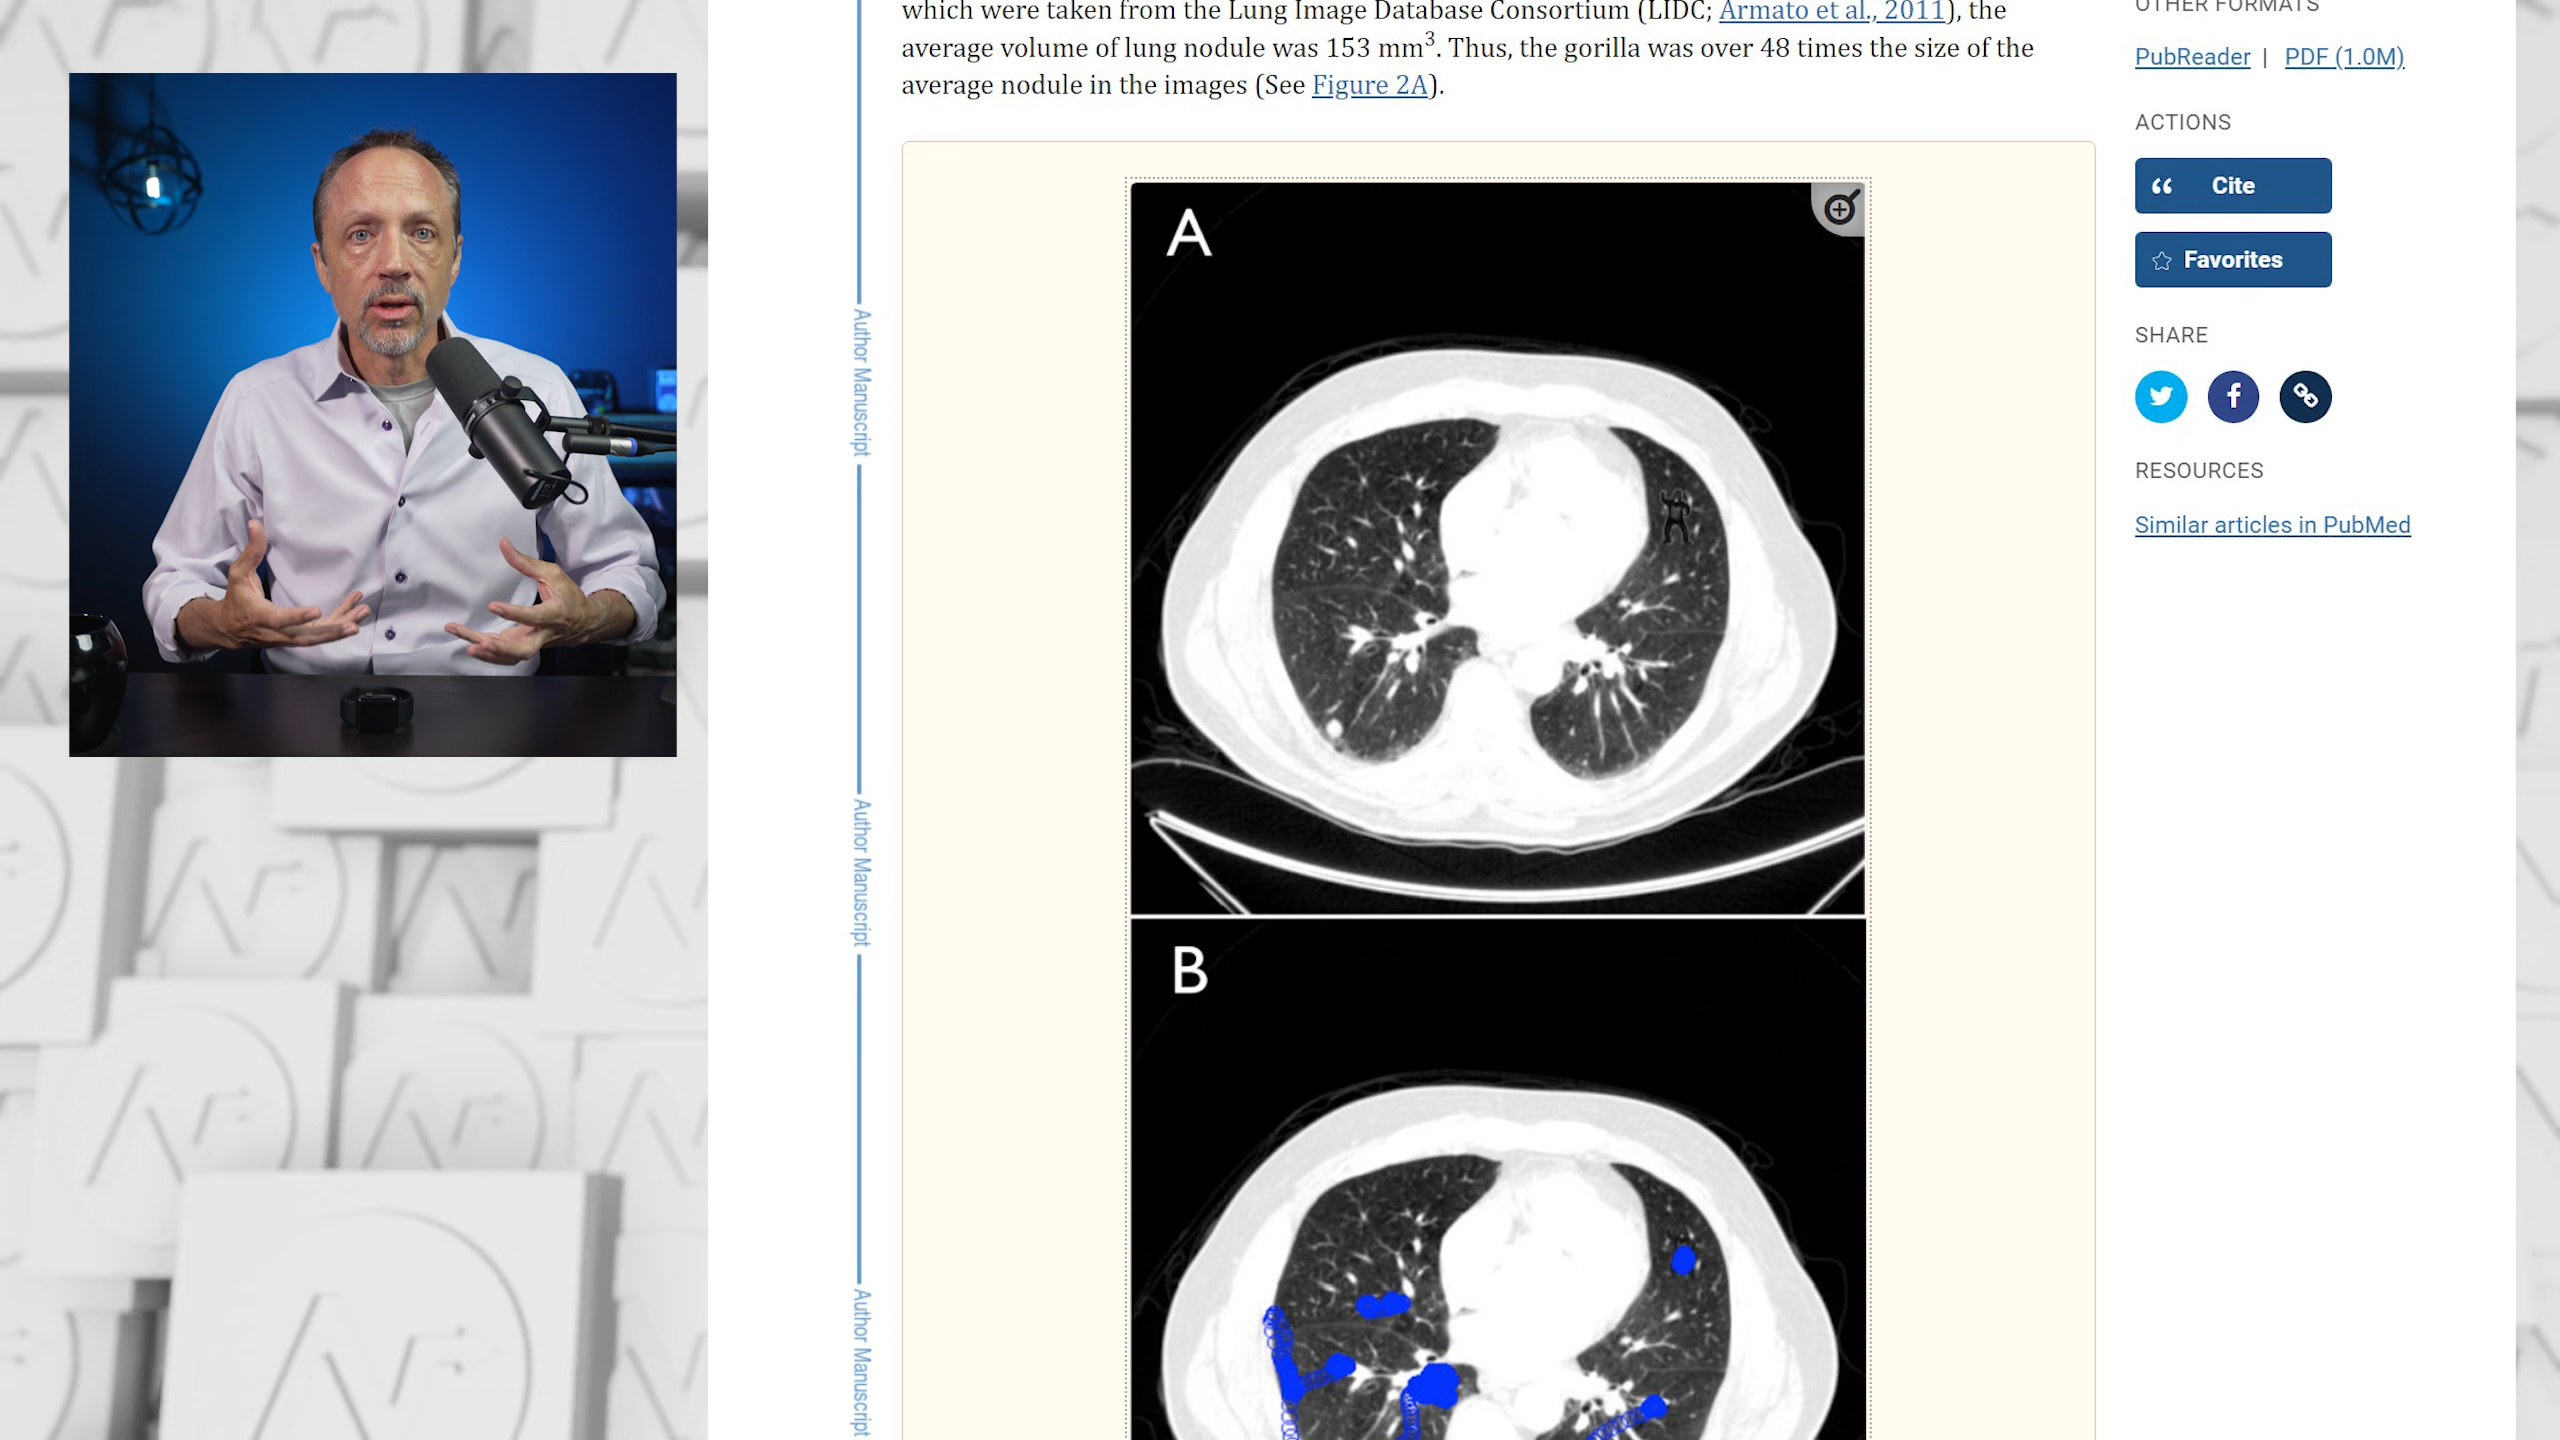 which were taken from the Lung Image Database Consortium (LIDC; Armato et al., 2011), the
average volume of lung nodule was 153 mm³. Thus, the gorilla was over 48 times the size of the
average nodule in the images (See Figure 2A).
A
B
Author Manuscript
Author Manuscript
Author Manuscript
OTHER FORMATS
PubReader | PDF (1.0M)
ACTIONS
Cite
Favorites
SHARE
RESOURCES
Similar articles in PubMed